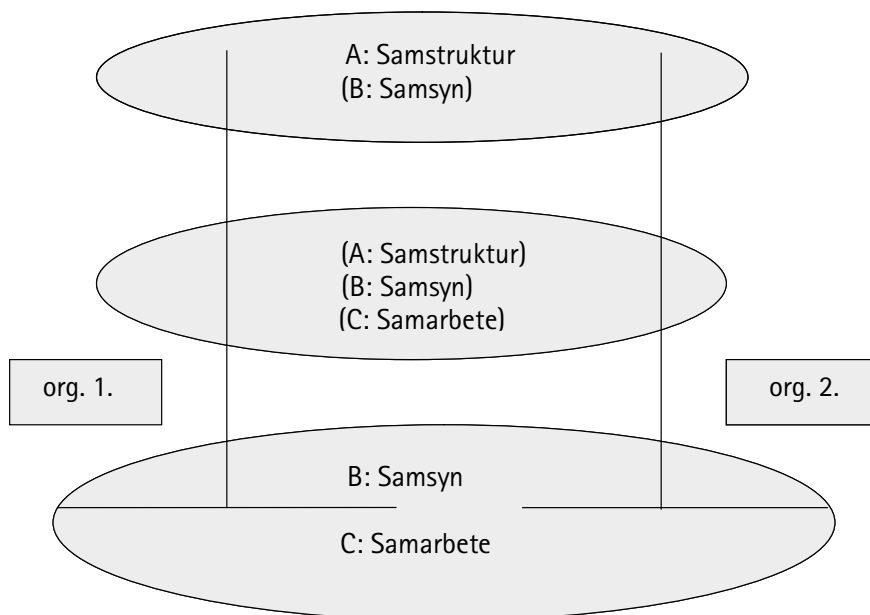 A: Samstruktur
(B: Samsyn)
(A: Samstruktur)
(B: Samsyn)
(C: Samarbete)
org. 1.
org. 2.
B: Samsyn
C: Samarbete